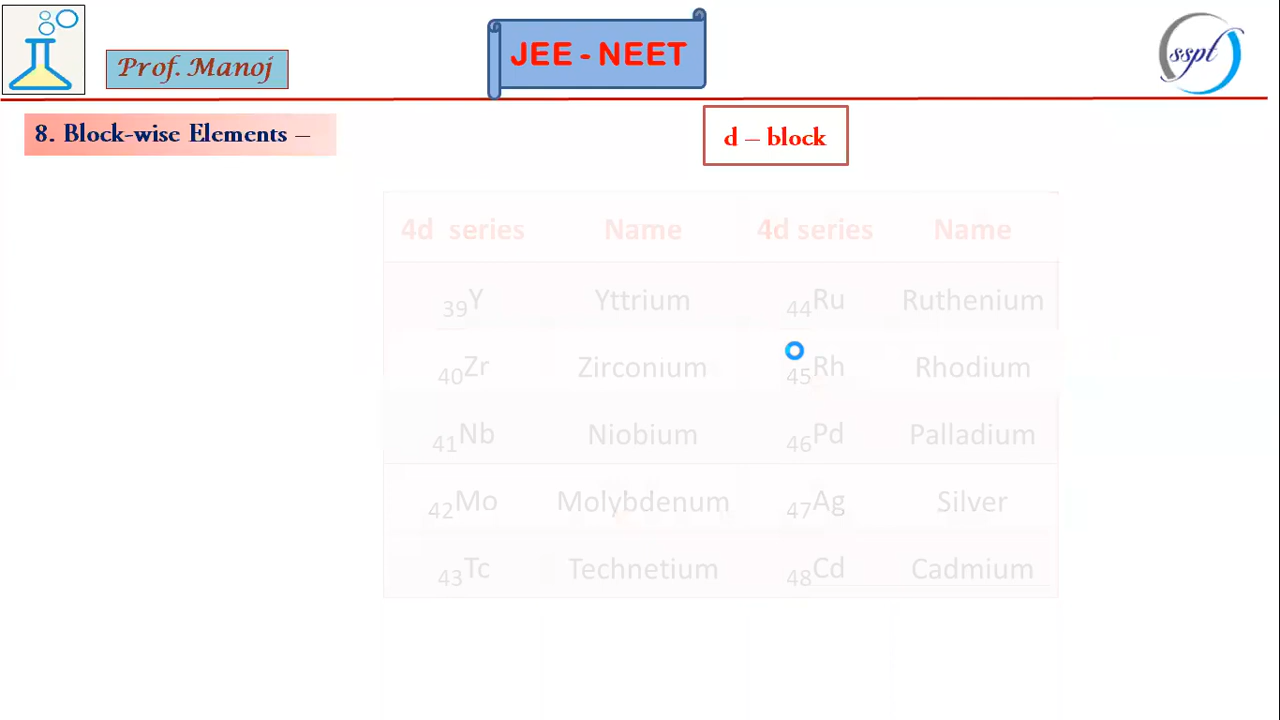 JEE - NEET
Prof. Manoj
sspt
8. Block-wise Elements –
d – block
4d series Name 4d series Name
39Y Yttrium 44Ru Ruthenium
40Zr Zirconium 45Rh Rhodium
41Nb Niobium 46Pd Palladium
42Mo Molybdenum 47Ag Silver
43Tc Technetium 48Cd Cadmium